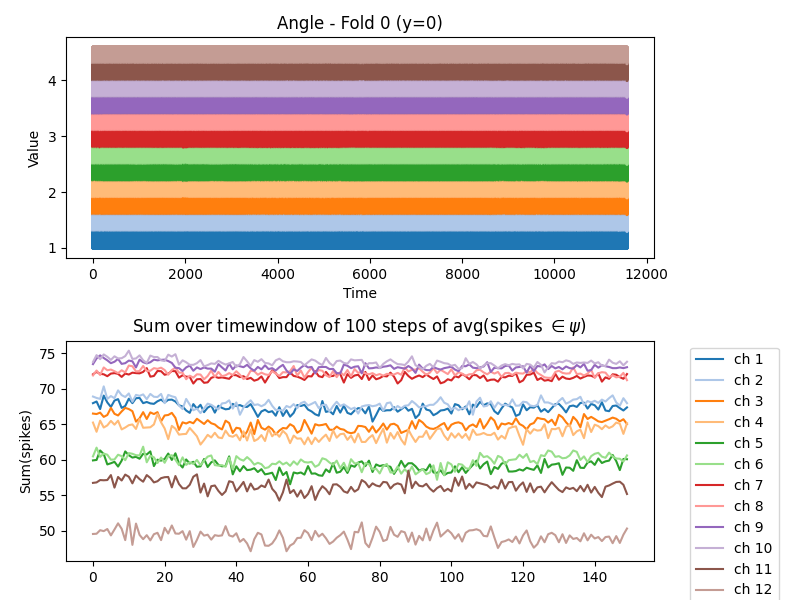 Angle - Fold 0 (y=0)
Value
4
3
2
1
0 2000 4000 6000 8000 10000 12000
Time
Sum over timewindow of 100 steps of avg(spikes ∈ ψ)
Sum(spikes)
75
70
65
60
55
50
0 20 40 60 80 100 120 140
ch 1
ch 2
ch 3
ch 4
ch 5
ch 6
ch 7
ch 8
ch 9
ch 10
ch 11
ch 12